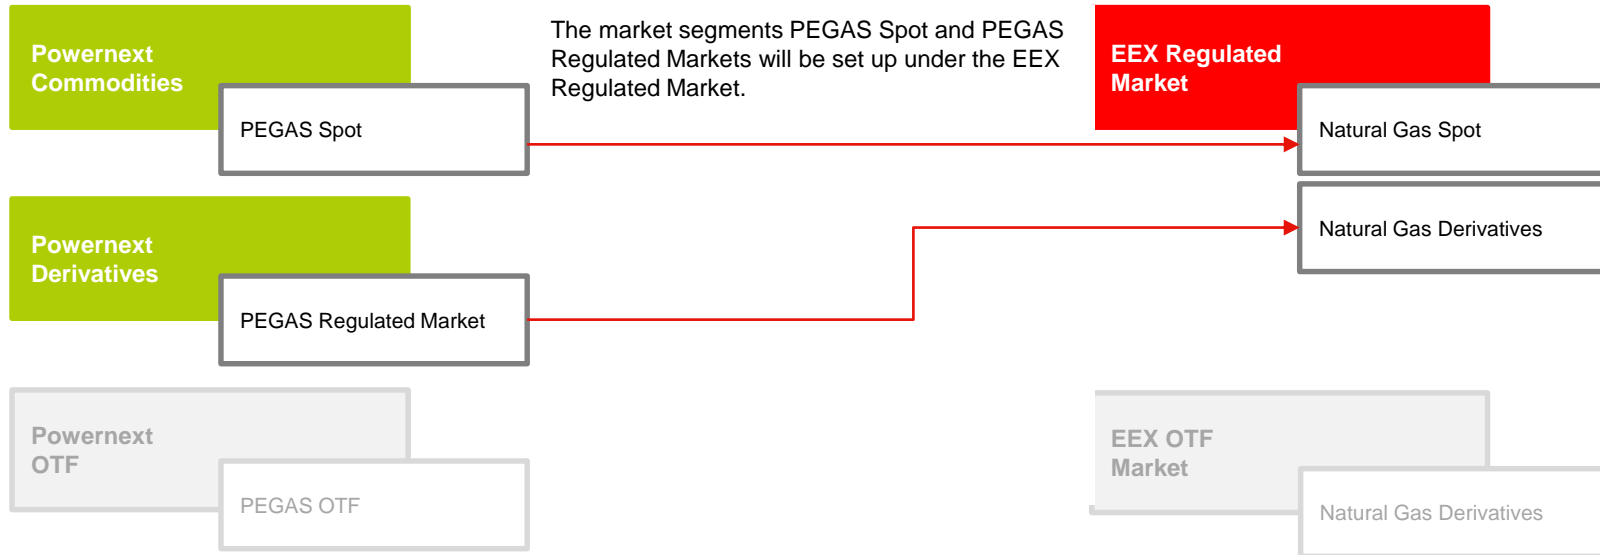 Powernext
Commodities
PEGAS Spot
The market segments PEGAS Spot and PEGAS
Regulated Markets will be set up under the EEX
Regulated Market.
EEX Regulated
Market
Natural Gas Spot
Natural Gas Derivatives
Powernext
Derivatives
PEGAS Regulated Market
Powernext
OTF
PEGAS OTF
EEX OTF
Market
Natural Gas Derivatives